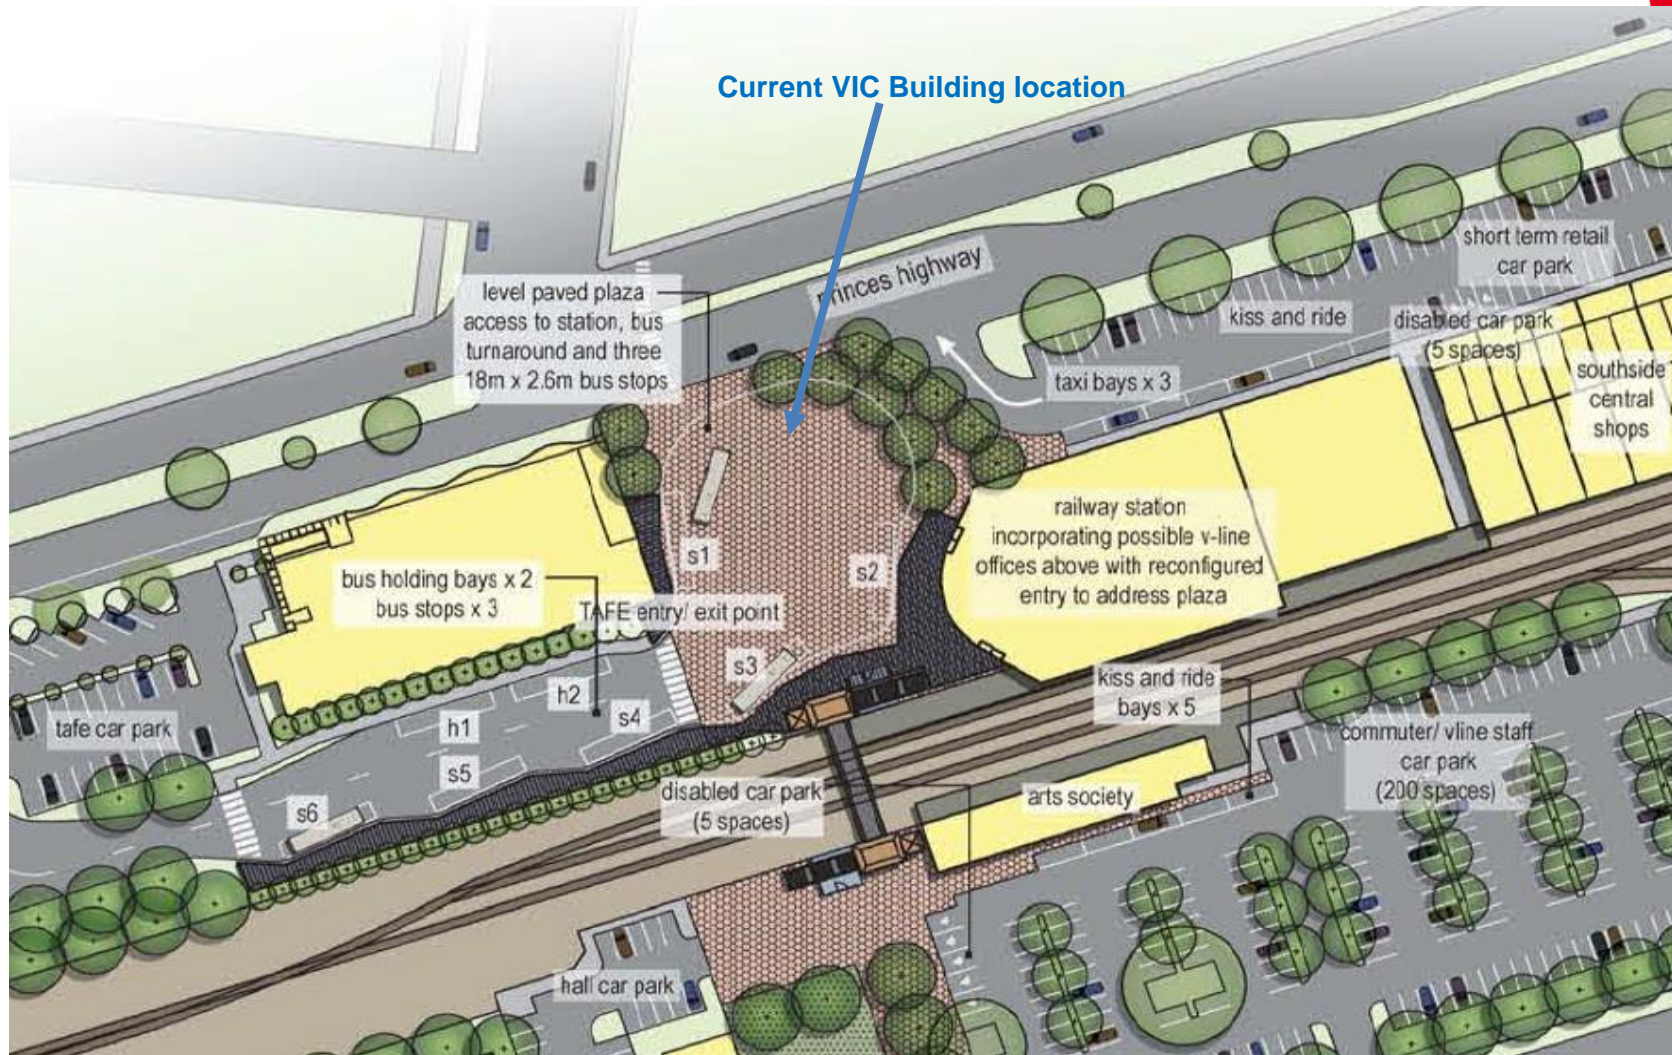 Current VIC Building location
princes highway
level paved plaza
access to station, bus
turnaround and three
18m x 2.6m bus stops
short term retail
car park
kiss and ride
disabled car park
(5 spaces)
taxi bays x 3
southside
central
shops
railway station
incorporating possible v-line
offices above with reconfigured
entry to address plaza
s1
s2
bus holding bays x 2
bus stops x 3
TAFE entry/ exit point
s3
h2
h1
s4
s5
s6
tafe car park
kiss and ride
bays x 5
commuter/ vline staff
car park
(200 spaces)
disabled car park
(5 spaces)
arts society
hall car park